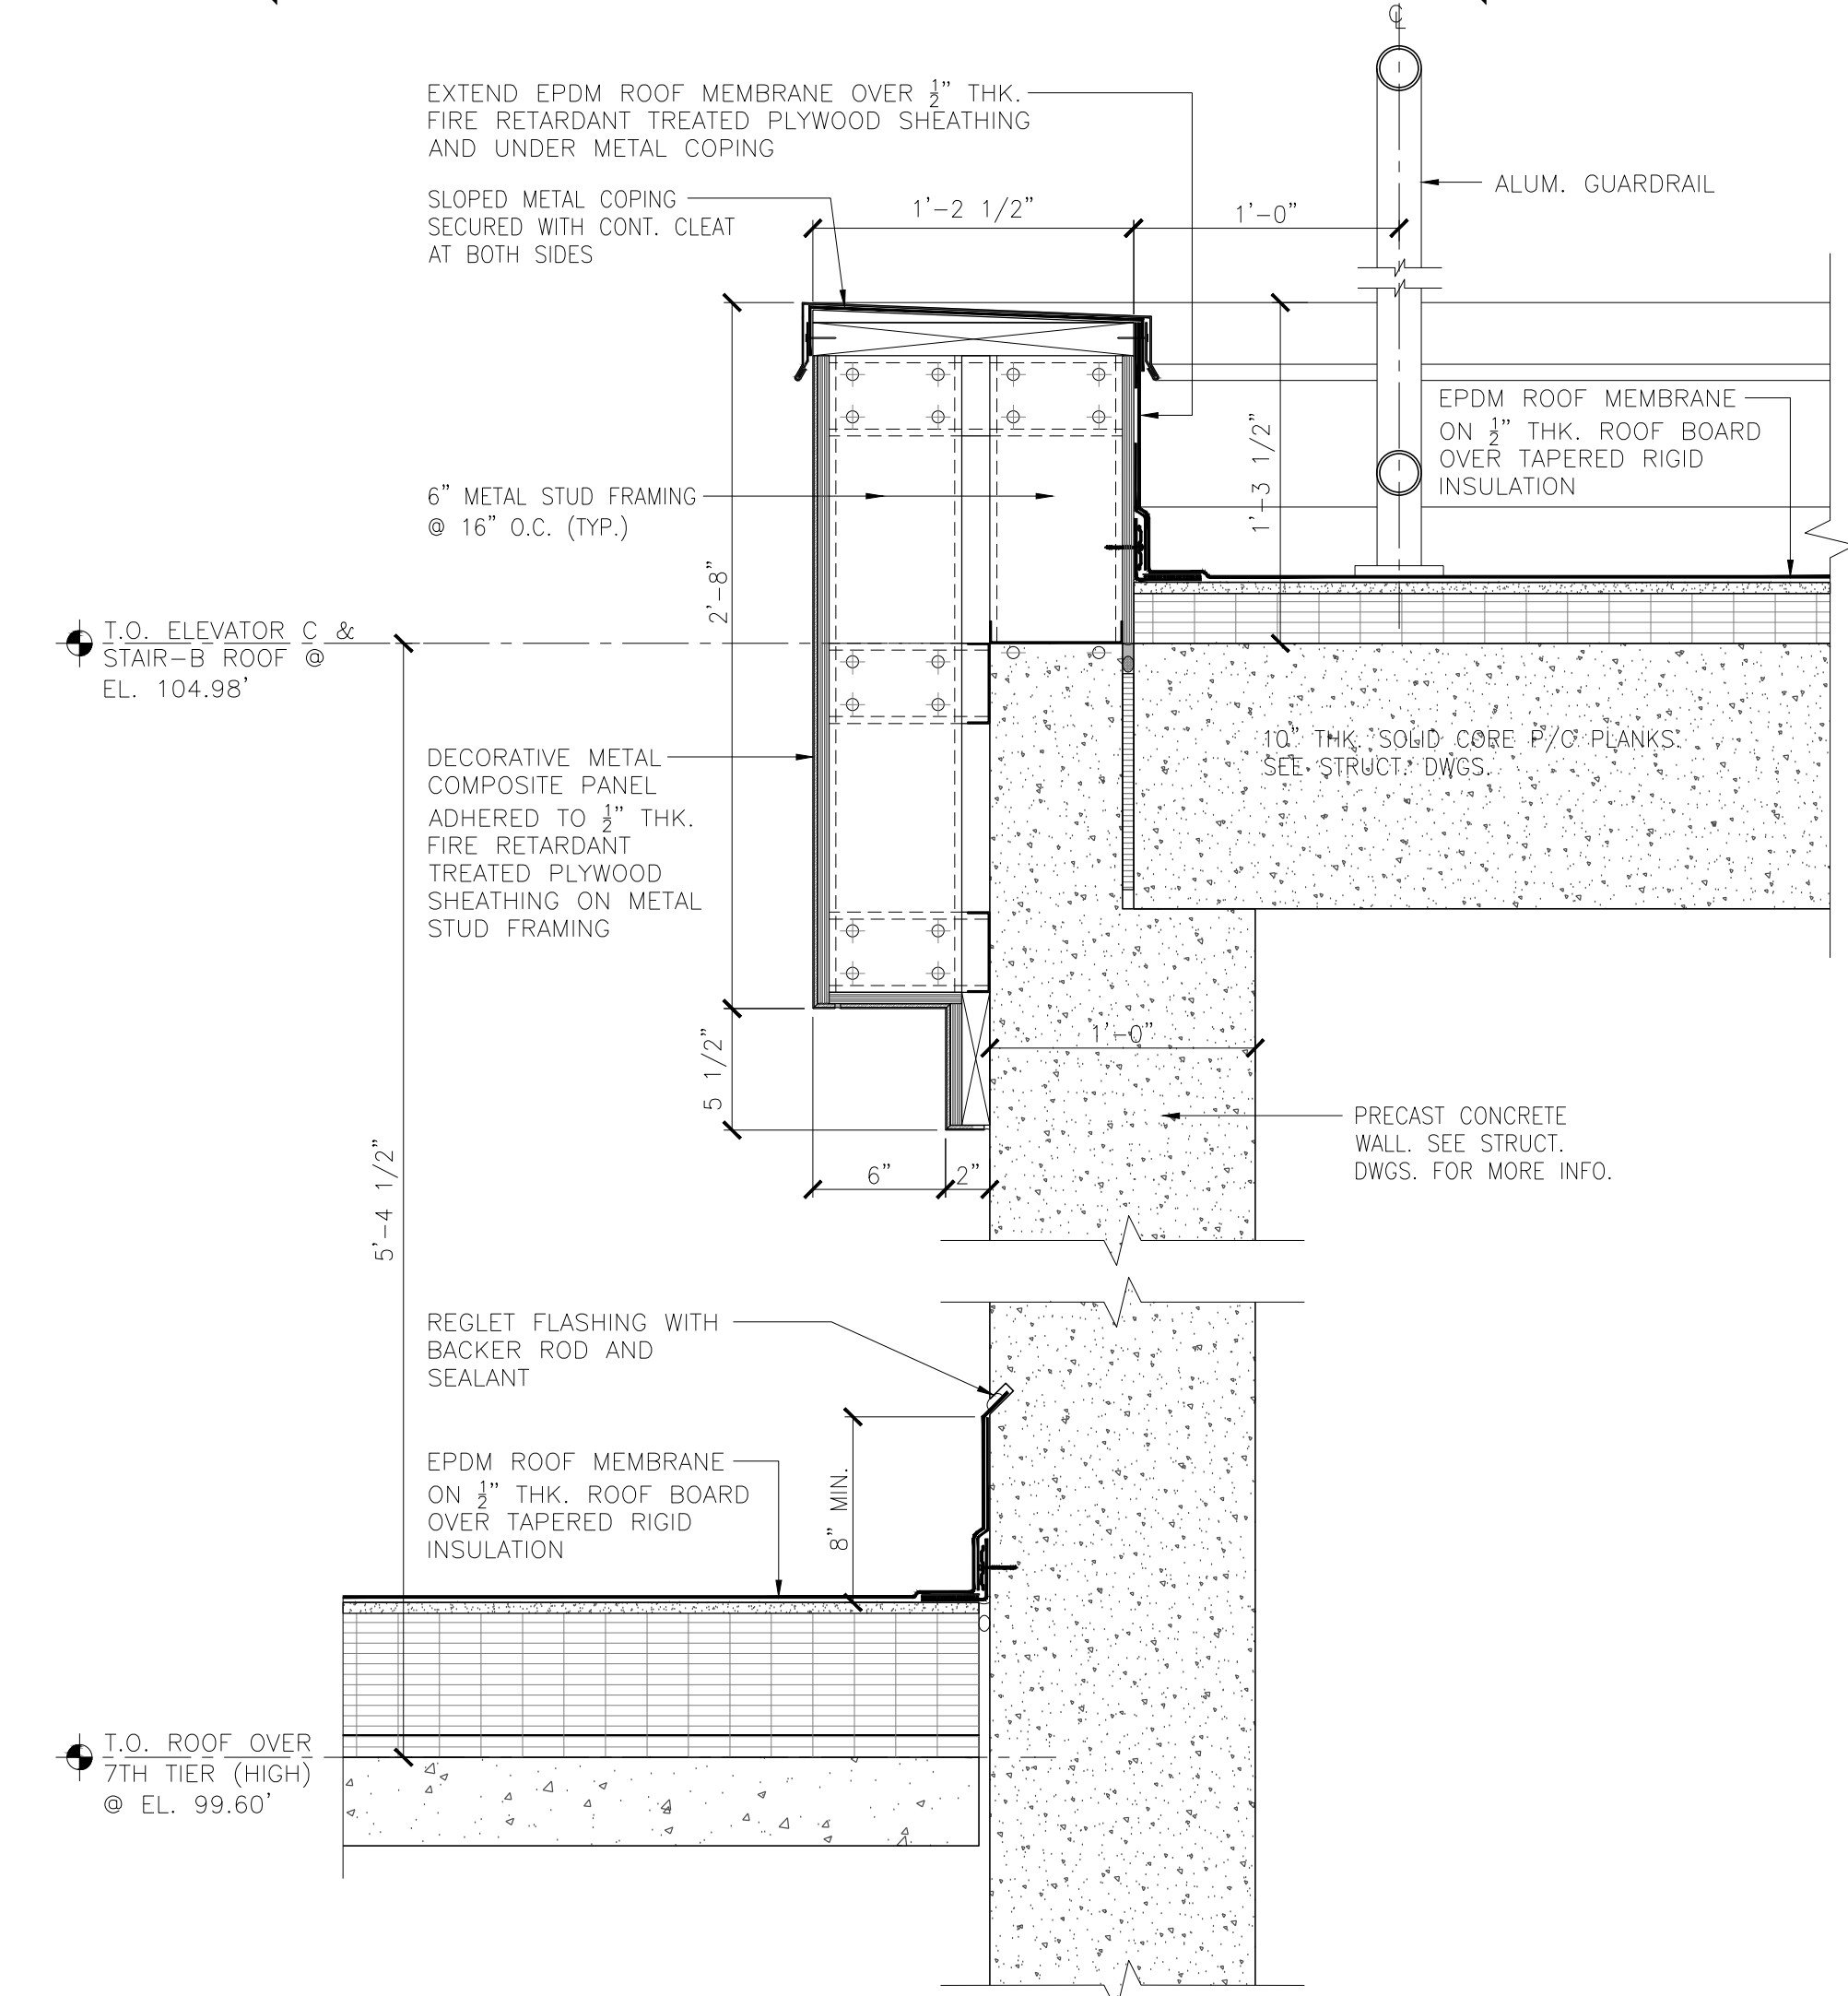 ℄
EXTEND EPDM ROOF MEMBRANE OVER ½" THK.
FIRE RETARDANT TREATED PLYWOOD SHEATHING
AND UNDER METAL COPING
SLOPED METAL COPING
SECURED WITH CONT. CLEAT
AT BOTH SIDES
1'-2 1/2"
1'-0"
ALUM. GUARDRAIL
EPDM ROOF MEMBRANE
ON ½" THK. ROOF BOARD
OVER TAPERED RIGID
INSULATION
1'-3 1/2"
6" METAL STUD FRAMING
@ 16" O.C. (TYP.)
2'-8"
T.O. ELEVATOR C &
STAIR-B ROOF @
EL. 104.98'
10" THK. SOLID CORE P/C PLANKS.
SEE STRUCT. DWGS.
DECORATIVE METAL
COMPOSITE PANEL
ADHERED TO ½" THK.
FIRE RETARDANT
TREATED PLYWOOD
SHEATHING ON METAL
STUD FRAMING
5 1/2"
1'-0"
PRECAST CONCRETE
WALL. SEE STRUCT.
DWGS. FOR MORE INFO.
6"
2"
5'-4 1/2"
REGLET FLASHING WITH
BACKER ROD AND
SEALANT
EPDM ROOF MEMBRANE
ON ½" THK. ROOF BOARD
OVER TAPERED RIGID
INSULATION
8" MIN.
T.O. ROOF OVER
7TH TIER (HIGH)
@ EL. 99.60'